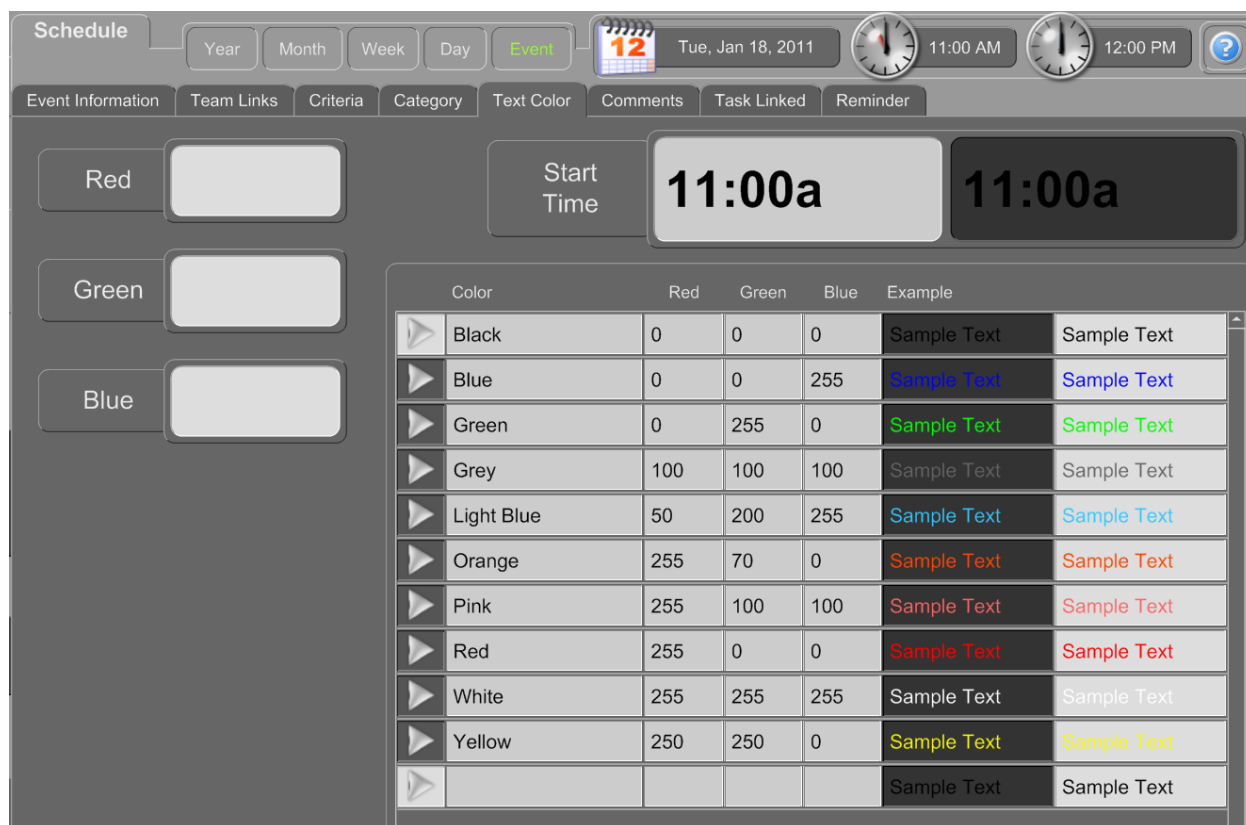 Schedule
Year Month Week Day Event
12 Tue, Jan 18, 2011 11:00 AM 12:00 PM ?
Event Information Team Links Criteria Category Text Color Comments Task Linked Reminder
Red
Start
Time
11:00a 11:00a
Green
Blue
Color Red Green Blue Example
Black 0 0 0 Sample Text Sample Text
Blue 0 0 255 Sample Text Sample Text
Green 0 255 0 Sample Text Sample Text
Grey 100 100 100 Sample Text Sample Text
Light Blue 50 200 255 Sample Text Sample Text
Orange 255 70 0 Sample Text Sample Text
Pink 255 100 100 Sample Text Sample Text
Red 255 0 0 Sample Text Sample Text
White 255 255 255 Sample Text Sample Text
Yellow 250 250 0 Sample Text Sample Text
Sample Text Sample Text